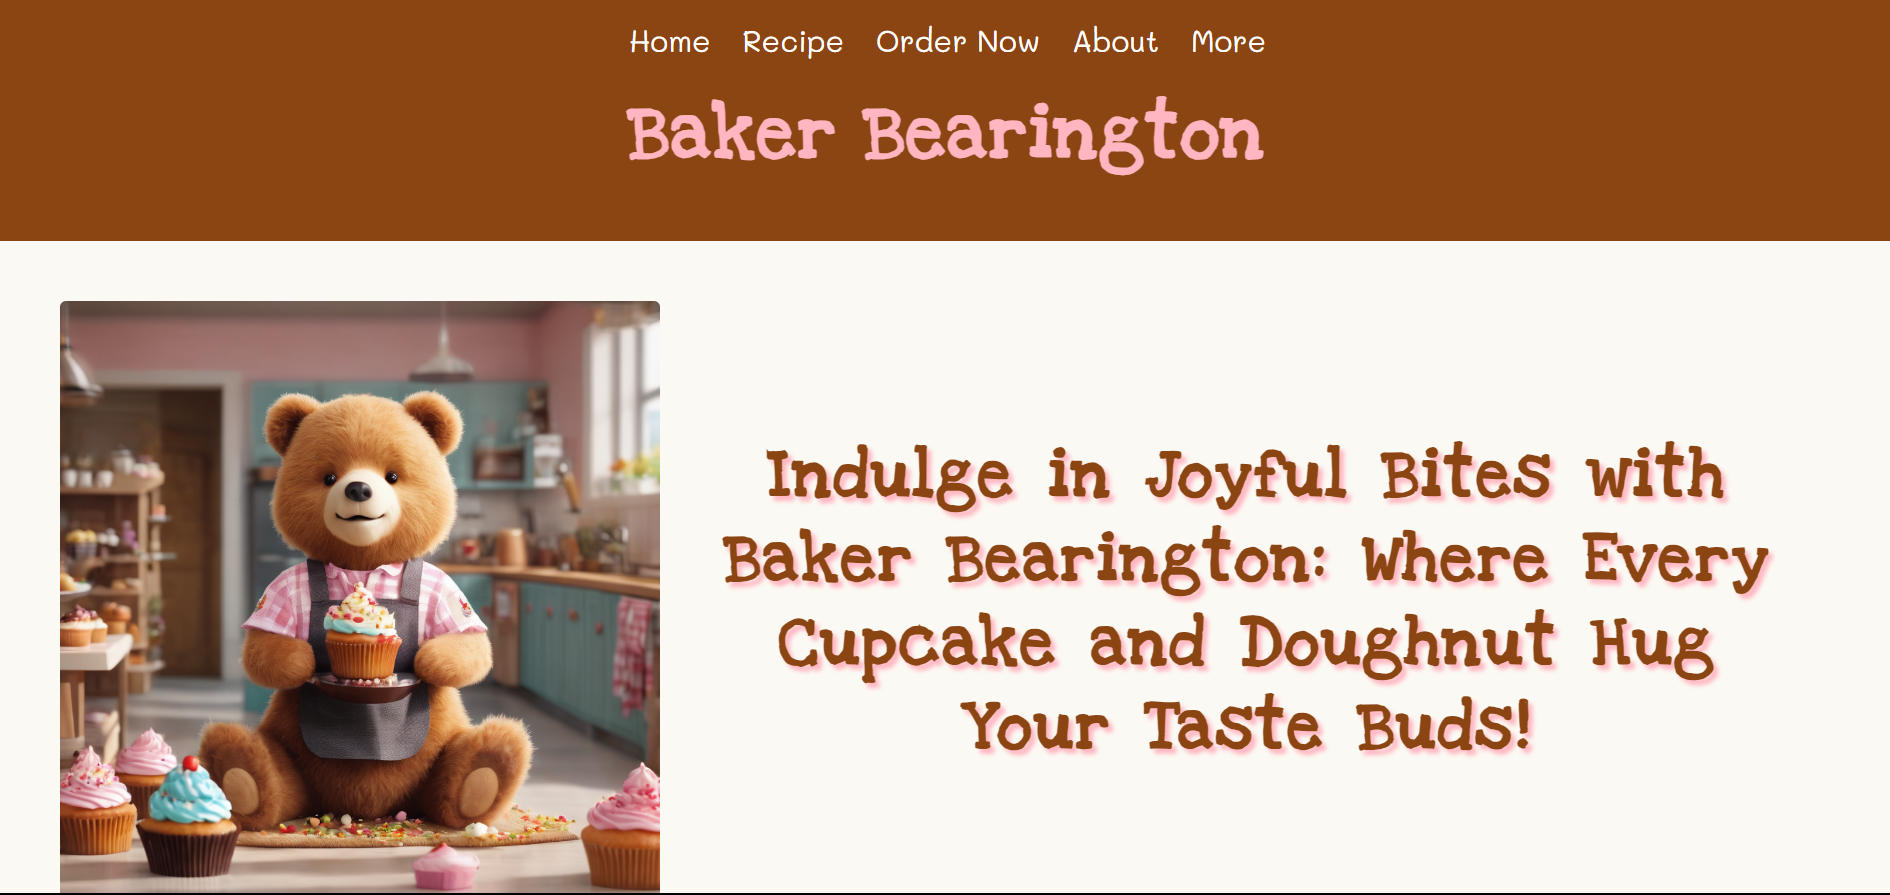 Home Recipe Order Now About More
Baker Bearington
Indulge in Joyful Bites with
Baker Bearington: Where Every
Cupcake and Doughnut Hug
Your Taste Buds!